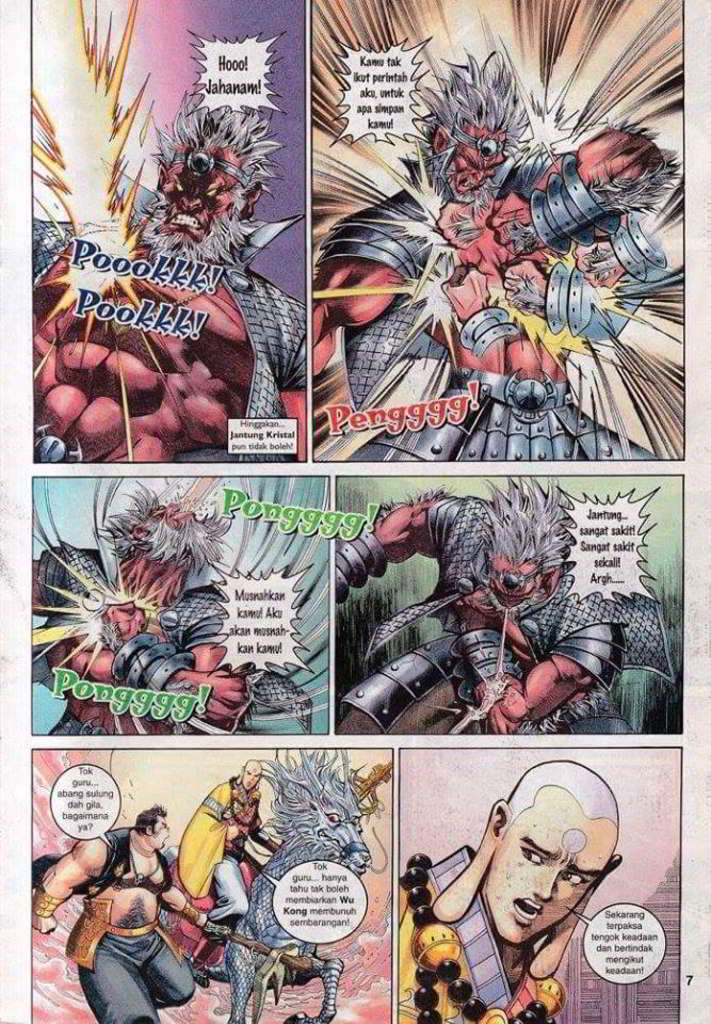 Hooo!
Jahanam!
Poookkk!
Pookkk!
Hinggakan...
Jantung Kristal
pun tidak boleh!
Kamu tak
ikut perintah
aku, untuk
apa simpan
kamu!
Pengggg!
Pongggg!
Musnahkan
kamu! Aku
akan musnah-
kan kamu!
Pongggg!
Jantung...
sangat sakit!
Sangat sakit
sekali!
Argh.....
Tok
guru...
abang sulung
dah gila,
bagaimana
ya?
Tok
guru... hanya
tahu tak boleh
membiarkan Wu
Kong membunuh
sembarangan!
Sekarang
terpaksa
tengok keadaan
dan bertindak
mengikut
keadaan!
7